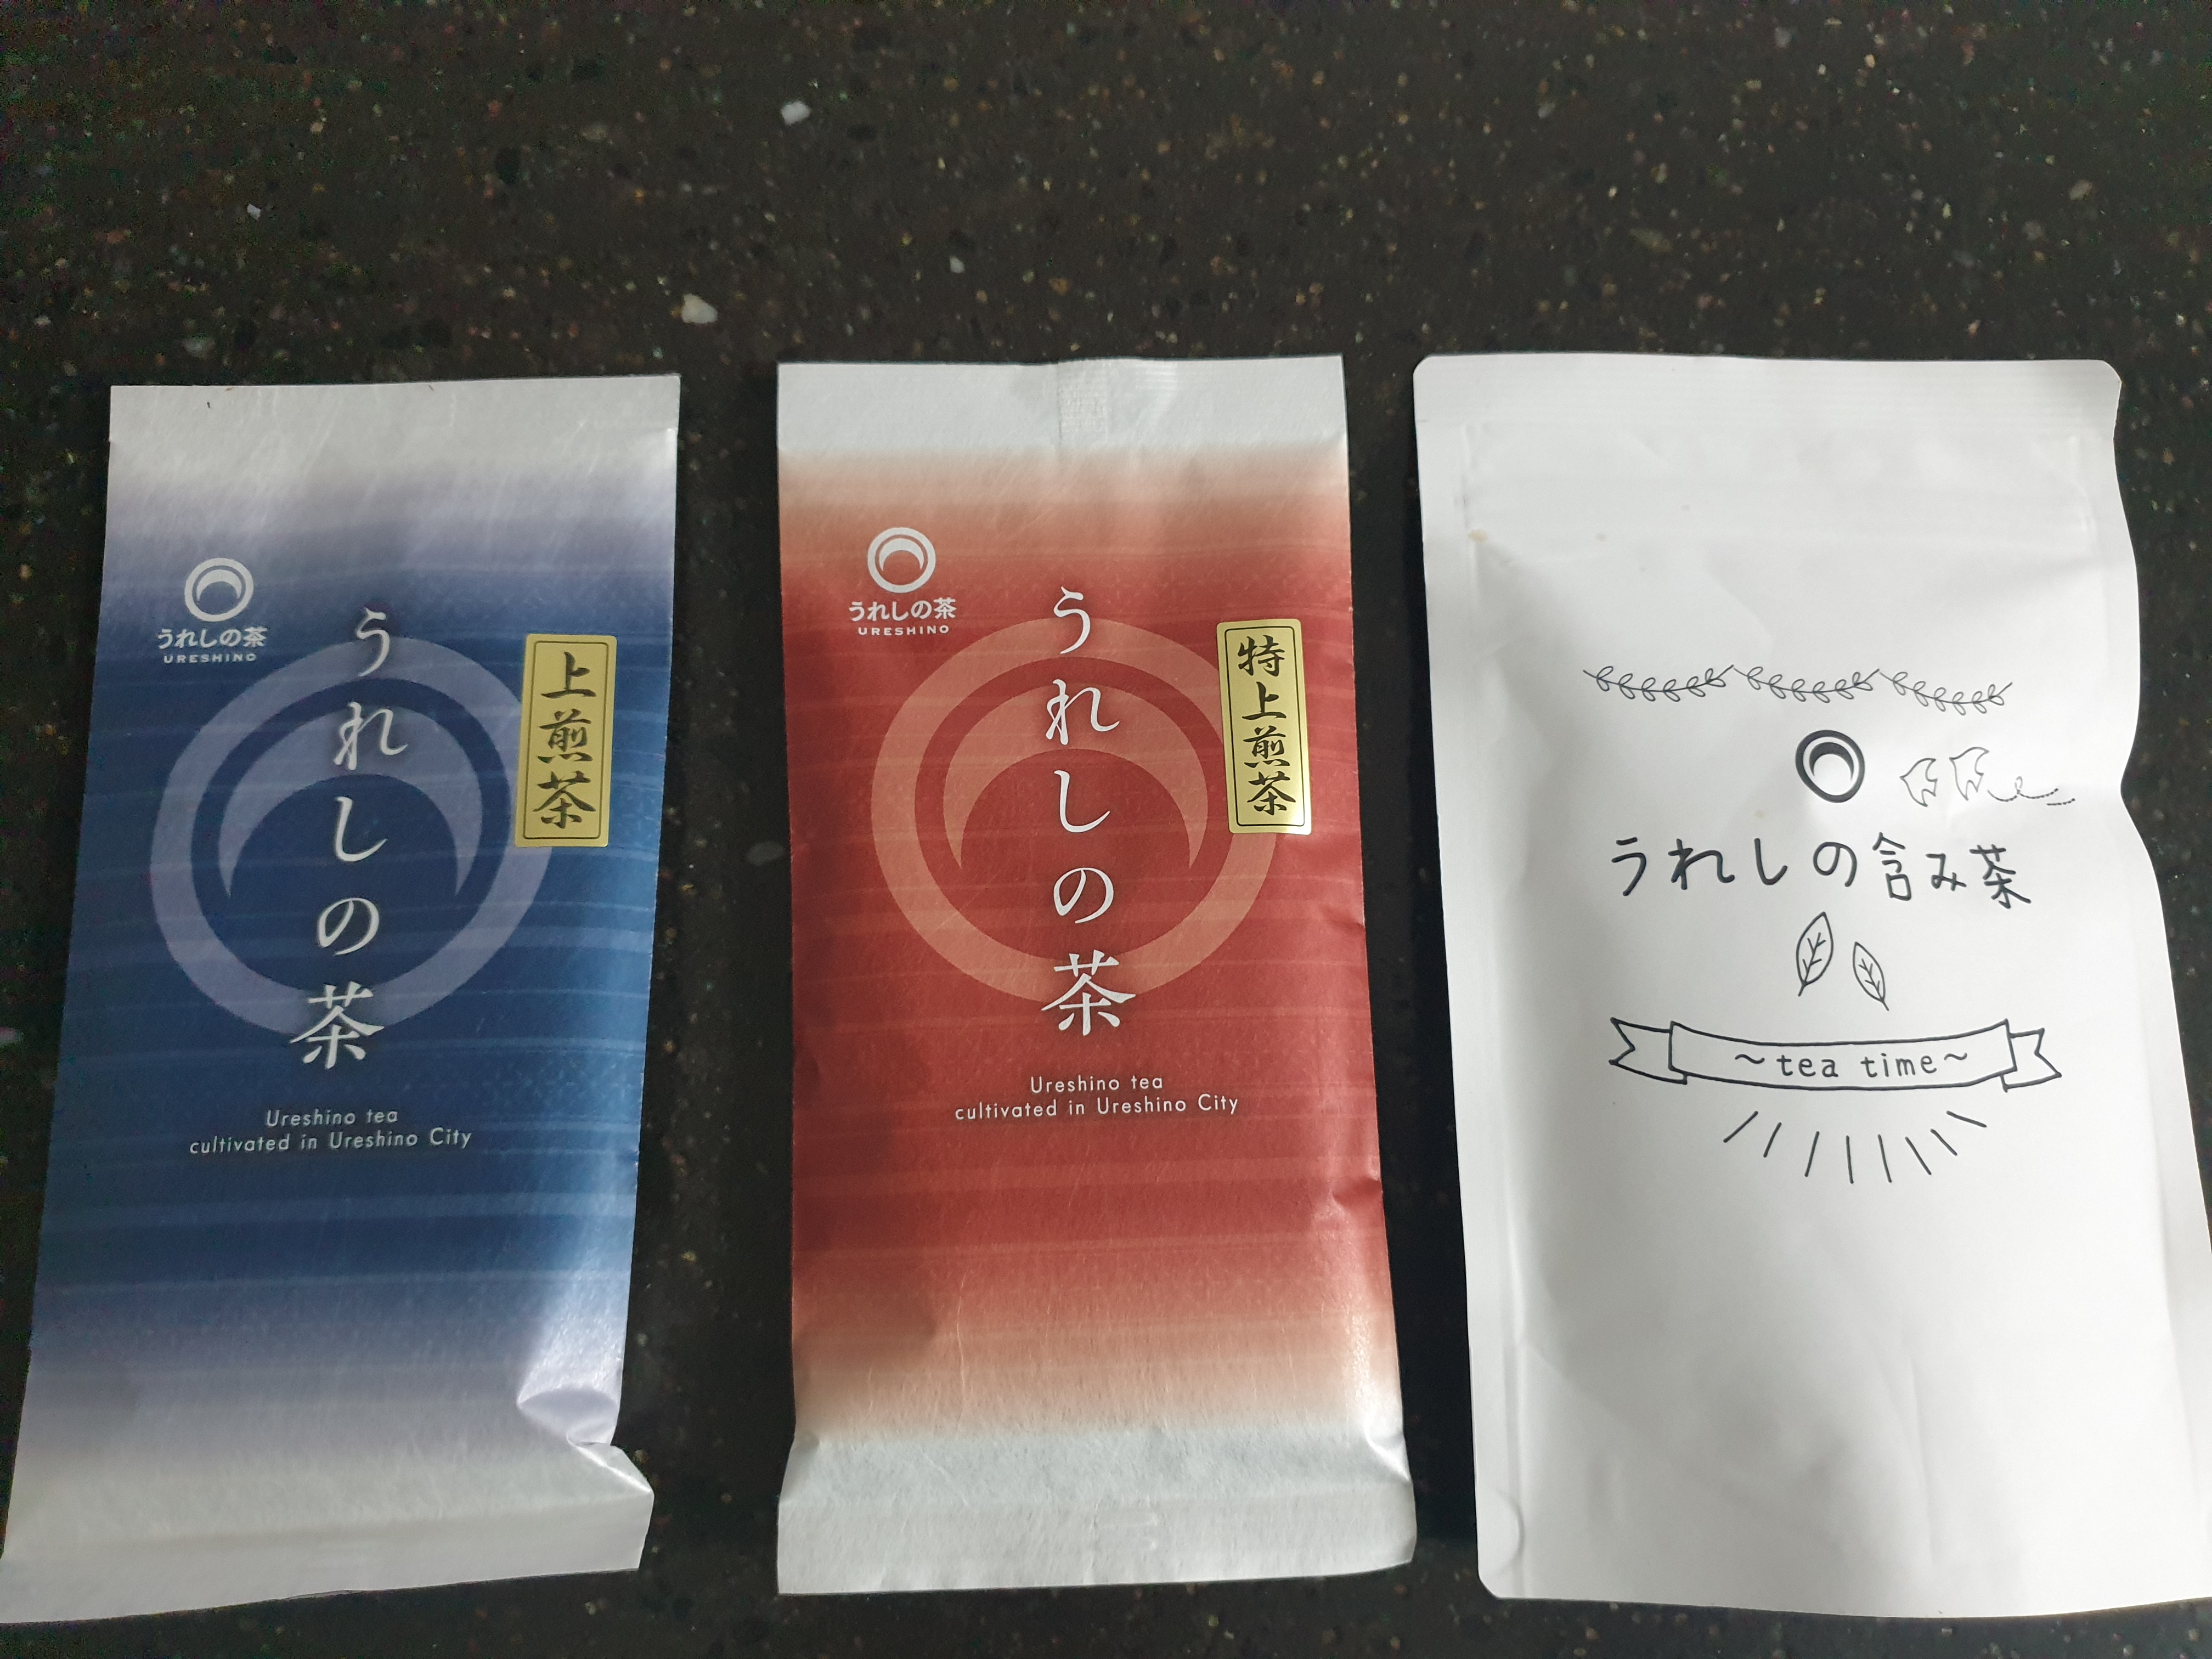 うれしの茶
URESHINO
うれしの茶
上煎茶
Ureshino tea
cultivated in Ureshino City
うれしの茶
URESHINO
うれしの茶
特上煎茶
Ureshino tea
cultivated in Ureshino City
うれしの含み茶
~tea time~